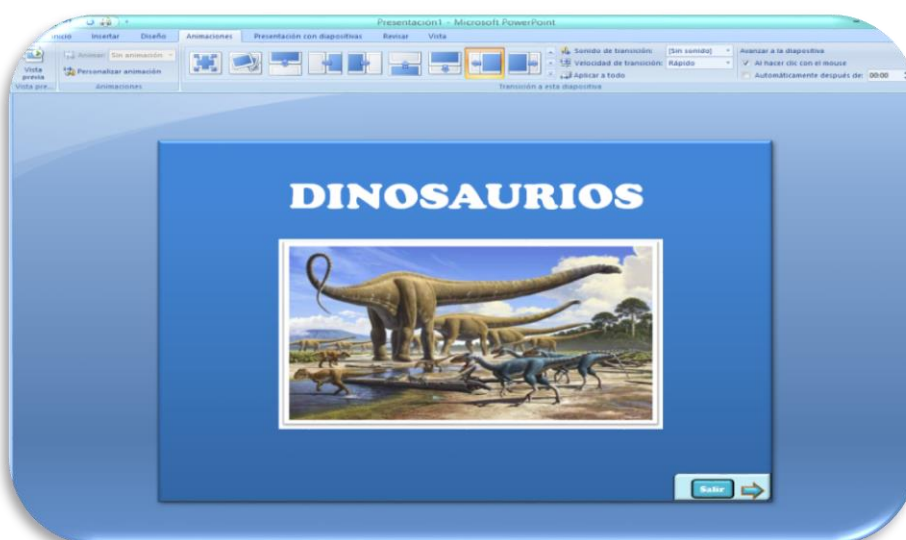 Presentación1 - Microsoft PowerPoint
Inicio Insertar Diseño Animaciones Presentación con diapositivas Revisar Vista
Animar: Sin animación Sonido de transición: [Sin sonido] Avanzar a la diapositiva
Vista previa Personalizar animación Velocidad de transición: Rápido Al hacer clic con el mouse
Aplicar a todo Automáticamente después de: 00:00
Vista pre... Animaciones Transición a esta diapositiva
DINOSAURIOS
Salir